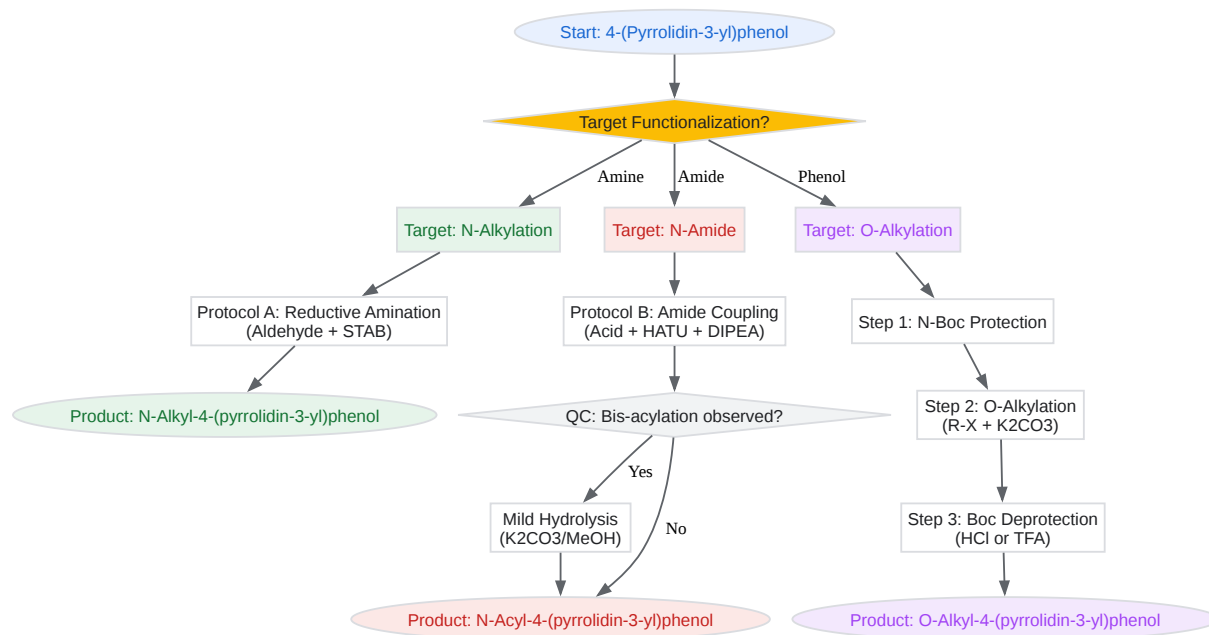 Start: 4-(Pyrrolidin-3-yl)phenol
Target Functionalization?
Amine
Amide
Phenol
Target: N-Alkylation
Target: N-Amide
Target: O-Alkylation
Protocol A: Reductive Amination
(Aldehyde + STAB)
Protocol B: Amide Coupling
(Acid + HATU + DIPEA)
Step 1: N-Boc Protection
Product: N-Alkyl-4-(pyrrolidin-3-yl)phenol
QC: Bis-acylation observed?
Step 2: O-Alkylation
(R-X + K2CO3)
Yes
No
Mild Hydrolysis
(K2CO3/MeOH)
Step 3: Boc Deprotection
(HCl or TFA)
Product: N-Acyl-4-(pyrrolidin-3-yl)phenol
Product: O-Alkyl-4-(pyrrolidin-3-yl)phenol